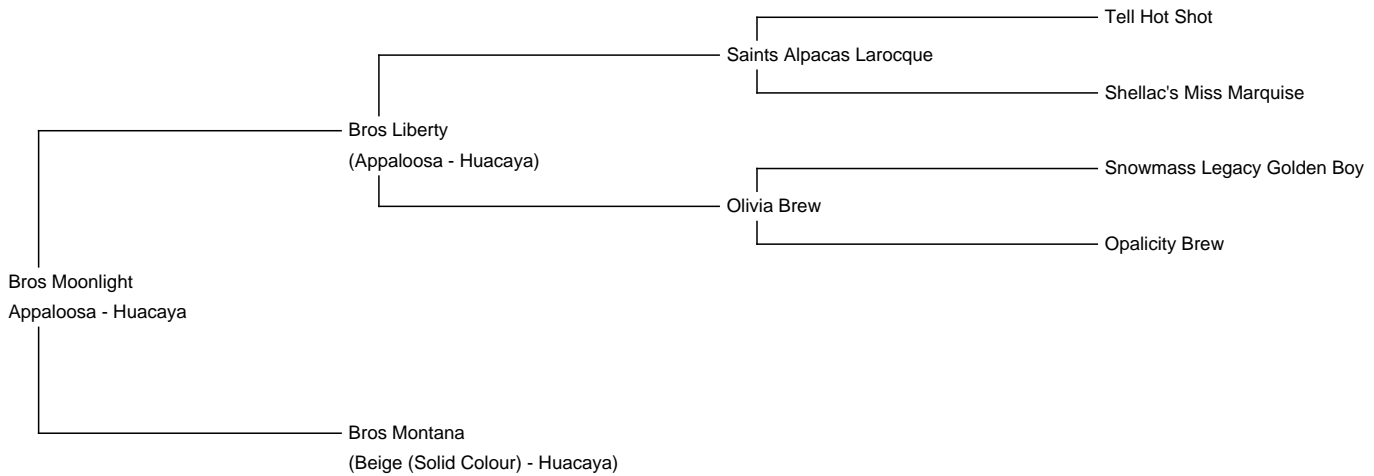 Tell Hot Shot
Saints Alpacas Larocque
Shellac's Miss Marquise
Bros Liberty
(Appaloosa - Huacaya)
Snowmass Legacy Golden Boy
Olivia Brew
Opalicity Brew
Bros Moonlight
Appaloosa - Huacaya
Bros Montana
(Beige (Solid Colour) - Huacaya)